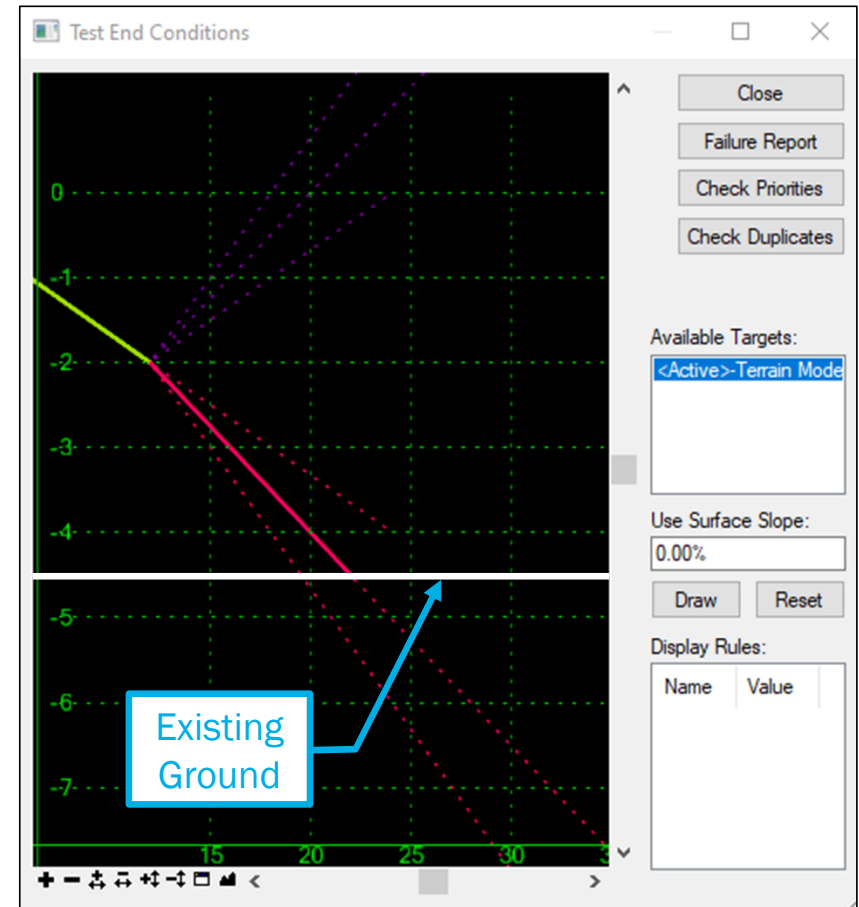 Test End Conditions
Close
Failure Report
Check Priorities
Check Duplicates
Available Targets:
<Active>-Terrain Mode
Use Surface Slope:
0.00%
Draw Reset
Display Rules:
Name Value
0
-1
-2
-3
-4
-5
-6
-7
Existing
Ground
15 20 25 30 3